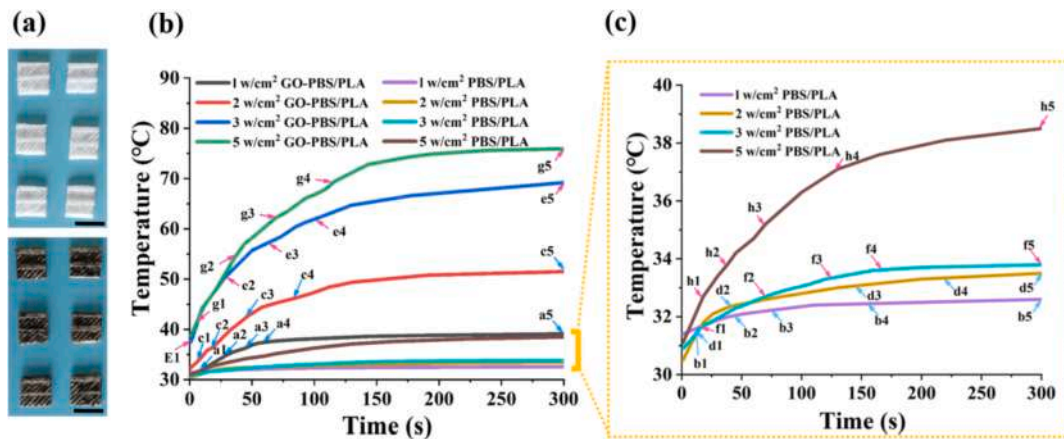 (a)
(b)
(c)
90
80
70
60
50
40
30
Temperature (°C)
1 w/cm² GO-PBS/PLA
2 w/cm² GO-PBS/PLA
3 w/cm² GO-PBS/PLA
5 w/cm² GO-PBS/PLA
1 w/cm² PBS/PLA
2 w/cm² PBS/PLA
3 w/cm² PBS/PLA
5 w/cm² PBS/PLA
g5
g4
g3
g2
g1
e5
e4
e3
e2
E1
c5
c4
c3
c2
c1
a5
a4
a3
a2
a1
0 50 100 150 200 250 300
Time (s)
40
38
36
34
32
30
Temperature (°C)
1 w/cm² PBS/PLA
2 w/cm² PBS/PLA
3 w/cm² PBS/PLA
5 w/cm² PBS/PLA
h5
h4
h3
h2
h1
f5
f4
f3
f2
f1
d5
d4
d3
d2
d1
b5
b4
b3
b2
b1
0 50 100 150 200 250 300
Time (s)